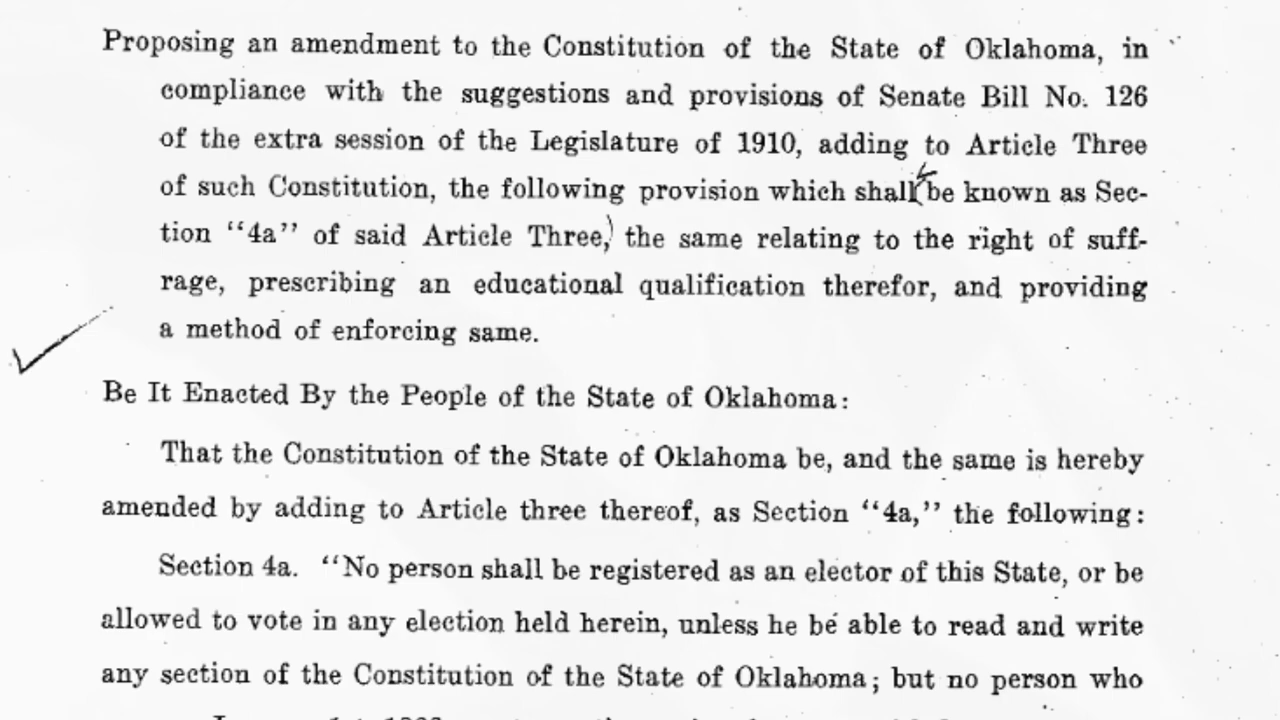 Proposing an amendment to the Constitution of the State of Oklahoma, in
compliance with the suggestions and provisions of Senate Bill No. 126
of the extra session of the Legislature of 1910, adding to Article Three
of such Constitution, the following provision which shall be known as Sec-
tion “4a” of said Article Three, the same relating to the right of suff-
rage, prescribing an educational qualification therefor, and providing
a method of enforcing same.
Be It Enacted By the People of the State of Oklahoma:
That the Constitution of the State of Oklahoma be, and the same is hereby
amended by adding to Article three thereof, as Section “4a,” the following:
Section 4a. “No person shall be registered as an elector of this State, or be
allowed to vote in any election held herein, unless he be able to read and write
any section of the Constitution of the State of Oklahoma; but no person who